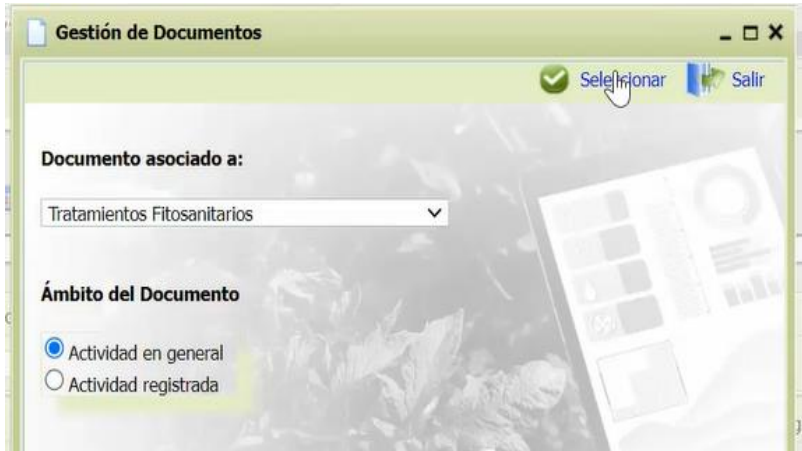 Gestión de Documentos
Seleccionar Salir
Documento asociado a:
Tratamientos Fitosanitarios
Ámbito del Documento
Actividad en general
Actividad registrada